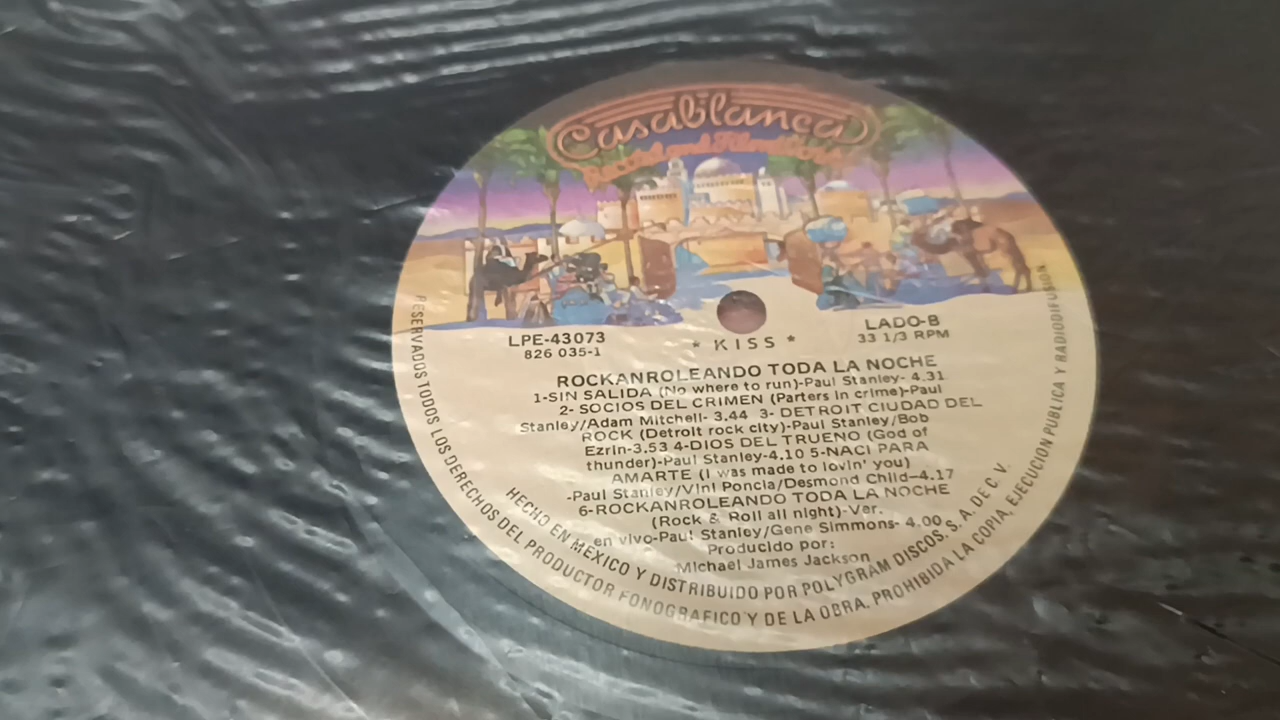 Casablanca
Record and FilmWorks
LPE-43073
826 035-1
* KISS *
LADO-B
33 1/3 RPM
ROCKANROLEANDO TODA LA NOCHE
1-SIN SALIDA (No where to run)-Paul Stanley- 4.31
2- SOCIOS DEL CRIMEN (Parters in crime)-Paul
Stanley/Adam Mitchell- 3.44 3- DETROIT CIUDAD DEL
ROCK (Detroit rock city)-Paul Stanley/Bob
Ezrin-3.53 4-DIOS DEL TRUENO (God of
thunder)-Paul Stanley-4.10 5-NACI PARA
AMARTE (I was made to lovin' you)
-Paul Stanley/Vini Poncia/Desmond Child-4.17
6-ROCKANROLEANDO TODA LA NOCHE
(Rock & Roll all night)-Ver.
en vivo-Paul Stanley/Gene Simmons- 4.00
Producido por:
Michael James Jackson
HECHO EN MEXICO Y DISTRIBUIDO POR POLYGRAM DISCOS. S. A. DE C. V.
RESERVADOS TODOS LOS DERECHOS DEL PRODUCTOR FONOGRAFICO Y DE LA OBRA. PROHIBIDA LA COPIA, EJECUCION PUBLICA Y RADIODIFUSION